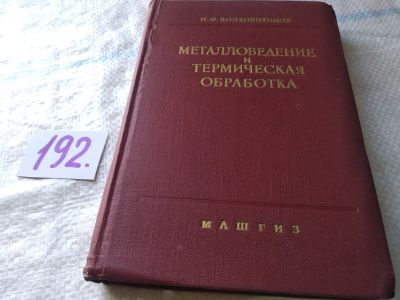 Н.Ф. БОЛХОВИТИНОВ
МЕТАЛЛОВЕДЕНИЕ
И
ТЕРМИЧЕСКАЯ
ОБРАБОТКА
МАШГИЗ
192.